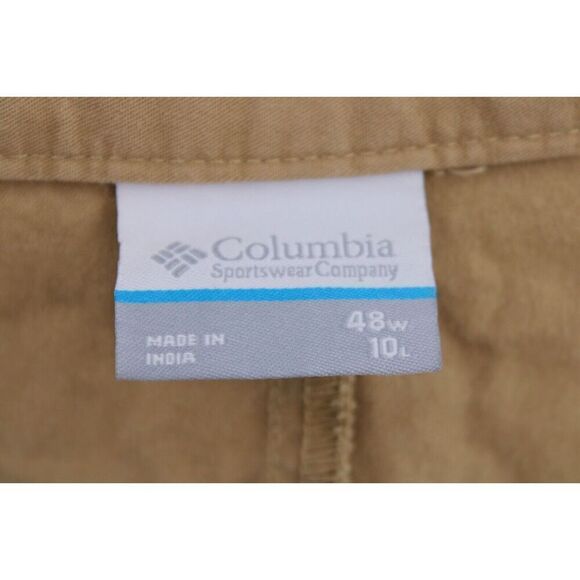 Columbia
Sportswear Company
MADE IN
INDIA
48W
10L